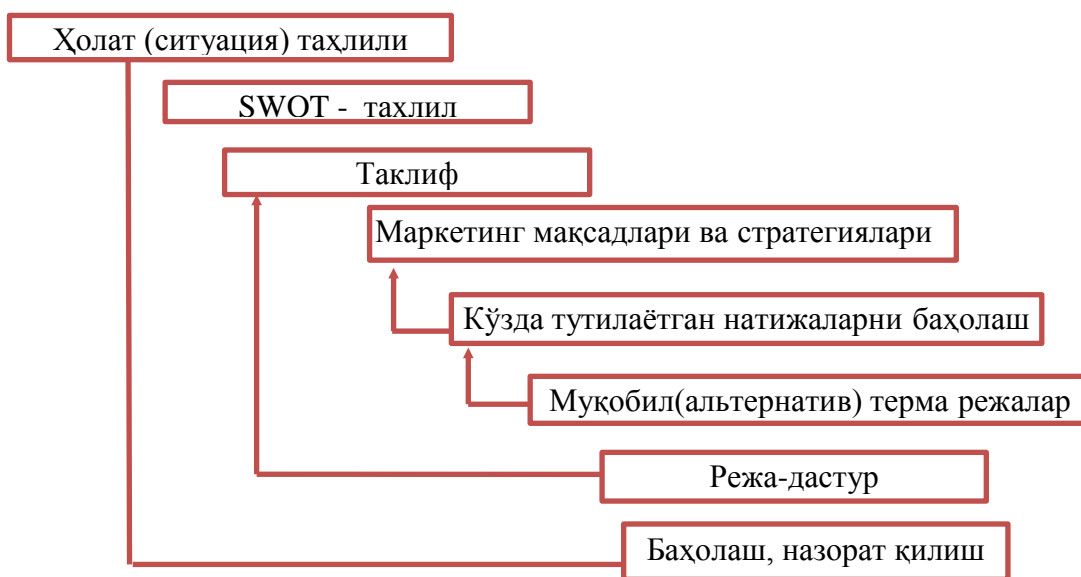 Ҳолат (ситуация) таҳлили
SWOT - тахлил
Таклиф
Маркетинг мақсадлари ва стратегиялари
Кўзда тутилаётган натижаларни баҳолаш
Муқобил(альтернатив) терма режалар
Режа-дастур
Баҳолаш, назорат қилиш